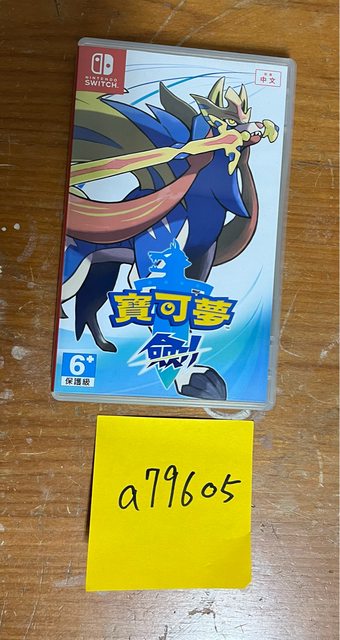 NINTENDO
SWITCH
中文
寶可夢
劍
6+
保護級
a79605